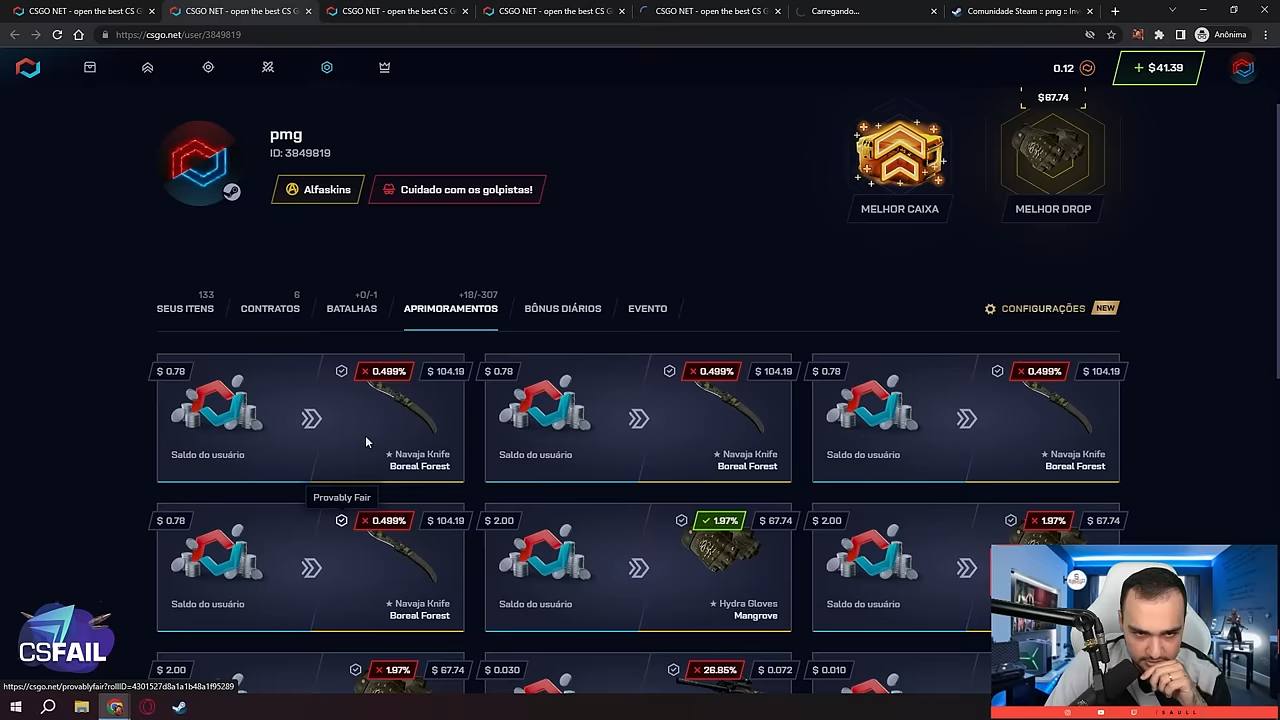 CSGO NET - open the best CS G
CSGO NET - open the best CS G
CSGO NET - open the best CS G
CSGO NET - open the best CS G
CSGO NET - open the best CS G
Carregando...
Comunidade Steam :: pmg :: Inv
https://csgo.net/user/3849819
Anônima
0.12
+ $41.39
$67.74
pmg
ID: 3849819
Alfaskins
Cuidado com os golpistas!
MELHOR CAIXA
MELHOR DROP
133
6
+0/-1
+18/-307
SEUS ITENS
CONTRATOS
BATALHAS
APRIMORAMENTOS
BÔNUS DIÁRIOS
EVENTO
CONFIGURAÇÕES
NEW
$ 0.78
0.499%
$ 104.19
Saldo do usuário
★ Navaja Knife
Boreal Forest
$ 0.78
0.499%
$ 104.19
Saldo do usuário
★ Navaja Knife
Boreal Forest
$ 0.78
0.499%
$ 104.19
Saldo do usuário
★ Navaja Knife
Boreal Forest
Provably Fair
$ 0.78
0.499%
$ 104.19
Saldo do usuário
★ Navaja Knife
Boreal Forest
$ 2.00
1.97%
$ 67.74
Saldo do usuário
★ Hydra Gloves
Mangrove
$ 2.00
1.97%
$ 67.74
Saldo do usuário
$ 2.00
1.97%
$ 67.74
$ 0.030
26.85%
$ 0.072
$ 0.010
CSFAIL
https://csgo.net/provablyfair?rollID=4301527d8a1a1b48a1f95289
SAULL